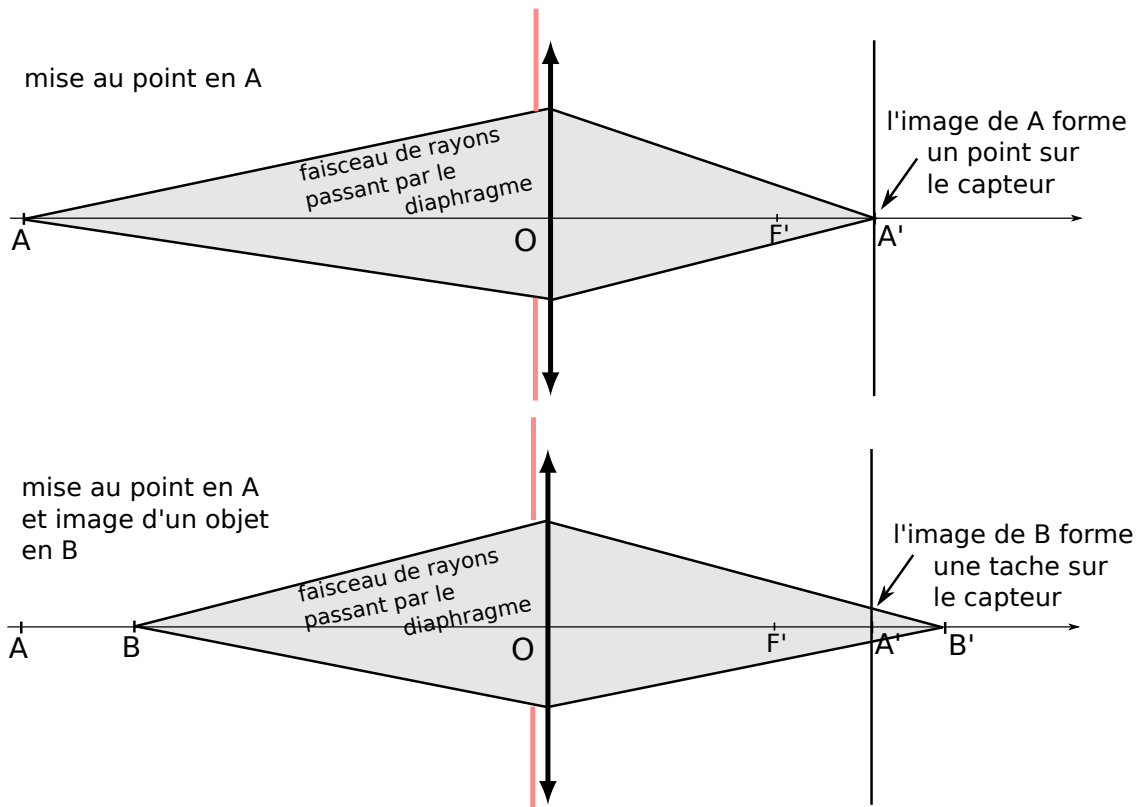 mise au point en A
l'image de A forme
un point sur
le capteur
faisceau de rayons
passant par le
diaphragme
A
O
F'
A'
mise au point en A
et image d'un objet
en B
l'image de B forme
une tache sur
le capteur
faisceau de rayons
passant par le
diaphragme
A
B
O
F'
A'
B'